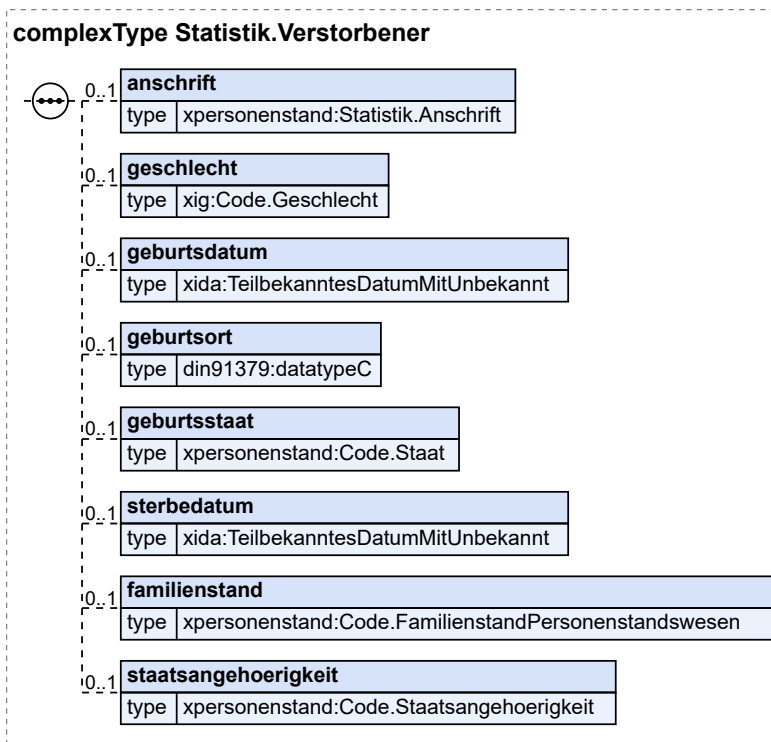 complexType Statistik.Verstorbener
0..1 anschrift
type xpersonenstand:Statistik.Anschrift
0..1 geschlecht
type xig:Code.Geschlecht
0..1 geburtsdatum
type xida:TeilbekanntesDatumMitUnbekannt
0..1 geburtsort
type din91379:datatypeC
0..1 geburtsstaat
type xpersonenstand:Code.Staat
0..1 sterbedatum
type xida:TeilbekanntesDatumMitUnbekannt
0..1 familienstand
type xpersonenstand:Code.FamilienstandPersonenstandswesen
0..1 staatsangehoerigkeit
type xpersonenstand:Code.Staatsangehoerigkeit